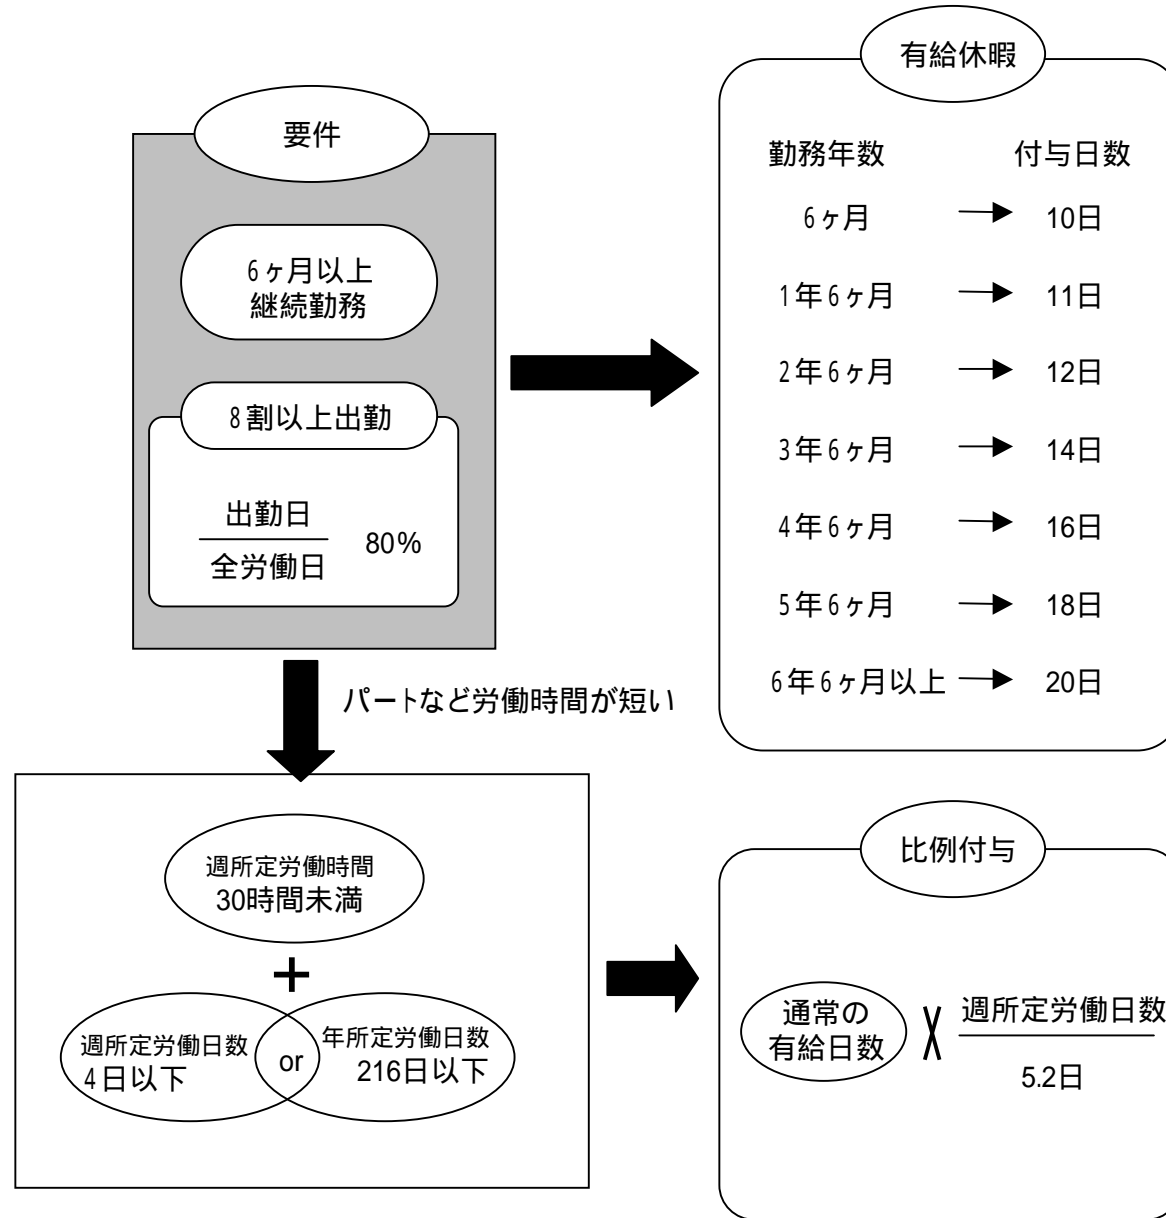 要件
6ヶ月以上
継続勤務
8割以上出勤
出勤日
全労働日
80%
有給休暇
勤務年数 付与日数
6ヶ月 → 10日
1年6ヶ月 → 11日
2年6ヶ月 → 12日
3年6ヶ月 → 14日
4年6ヶ月 → 16日
5年6ヶ月 → 18日
6年6ヶ月以上 → 20日
パートなど労働時間が短い
週所定労働時間
30時間未満
+
週所定労働日数
4日以下
or
年所定労働日数
216日以下
比例付与
通常の
有給日数
X
週所定労働日数
5.2日